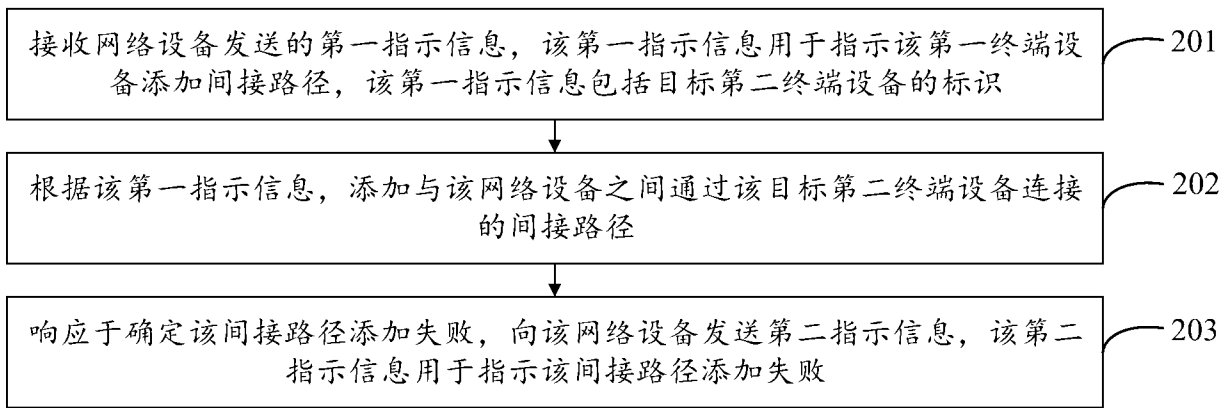 接收网络设备发送的第一指示信息，该第一指示信息用于指示该第一终端设
备添加间接路径，该第一指示信息包括目标第二终端设备的标识
201
根据该第一指示信息，添加与该网络设备之间通过该目标第二终端设备连接
的间接路径
202
响应于确定该间接路径添加失败，向该网络设备发送第二指示信息，该第二
指示信息用于指示该间接路径添加失败
203